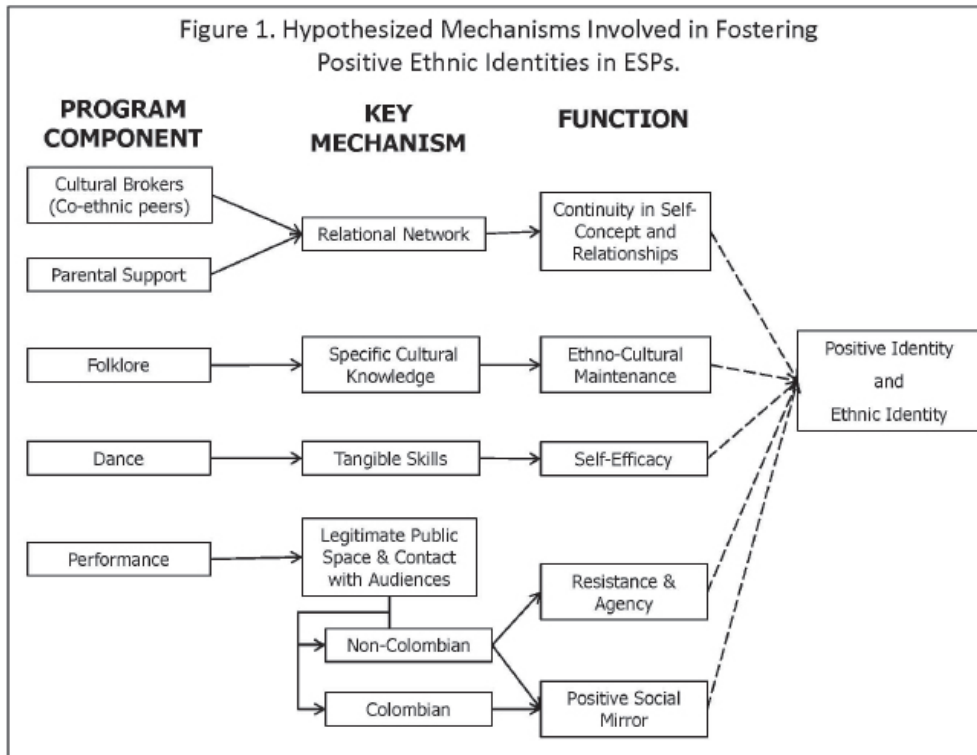 Figure 1. Hypothesized Mechanisms Involved in Fostering
Positive Ethnic Identities in ESPs.
PROGRAM
COMPONENT
KEY
MECHANISM
FUNCTION
Cultural Brokers
(Co-ethnic peers)
Parental Support
Relational Network
Continuity in Self-
Concept and
Relationships
Folklore
Specific Cultural
Knowledge
Ethno-Cultural
Maintenance
Positive Identity
and
Ethnic Identity
Dance
Tangible Skills
Self-Efficacy
Performance
Legitimate Public
Space & Contact
with Audiences
Non-Colombian
Colombian
Resistance &
Agency
Positive Social
Mirror